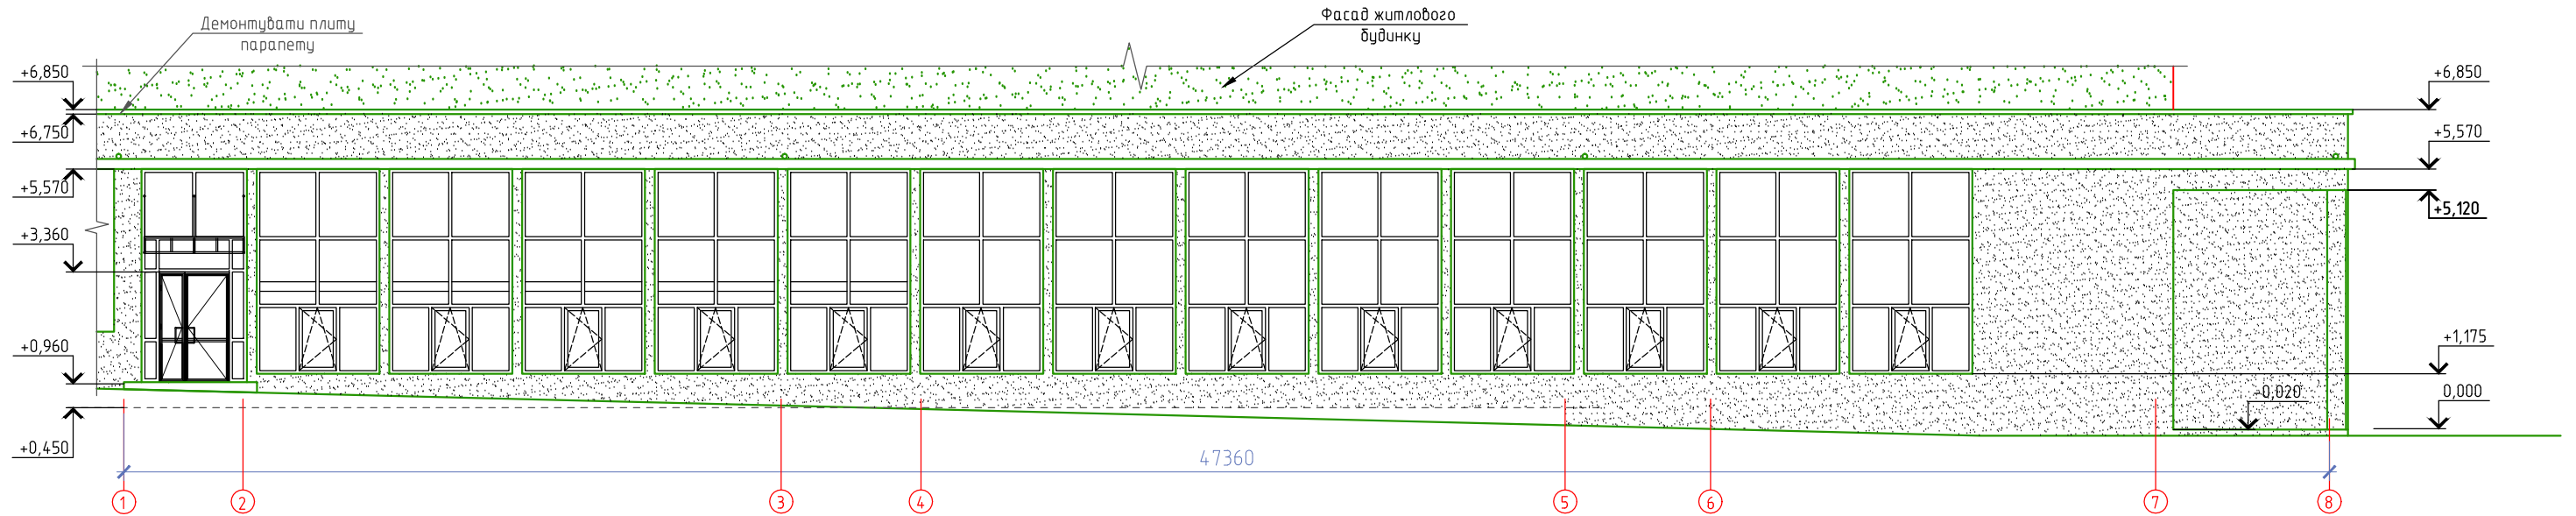 Демонтувати плиту
парапету
Фасад житлового
будинку
+6,850
+6,750
+5,570
+3,360
+0,960
+0,450
+6,850
+5,570
+5,120
+1,175
0,000
-0,020
47360
1 2 3 4 5 6 7 8